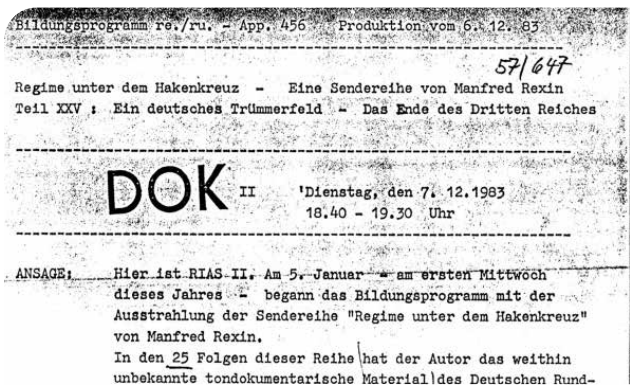 Bildungsprogramm re./ru. - App. 456 Produktion vom 6. 12. 83
57/647
Regime unter dem Hakenkreuz - Eine Sendereihe von Manfred Rexin
Teil XXV : Ein deutsches Trümmerfeld - Das Ende des Dritten Reiches
DOK II 'Dienstag, den 7. 12.1983
18.40 - 19.30 Uhr
ANSAGE: Hier ist RIAS II. Am 5. Januar - am ersten Mittwoch
dieses Jahres - begann das Bildungsprogramm mit der
Ausstrahlung der Sendereihe "Regime unter dem Hakenkreuz"
von Manfred Rexin.
In den 25 Folgen dieser Reihe hat der Autor das weithin
unbekannte tondokumentarische Material des Deutschen Rund-